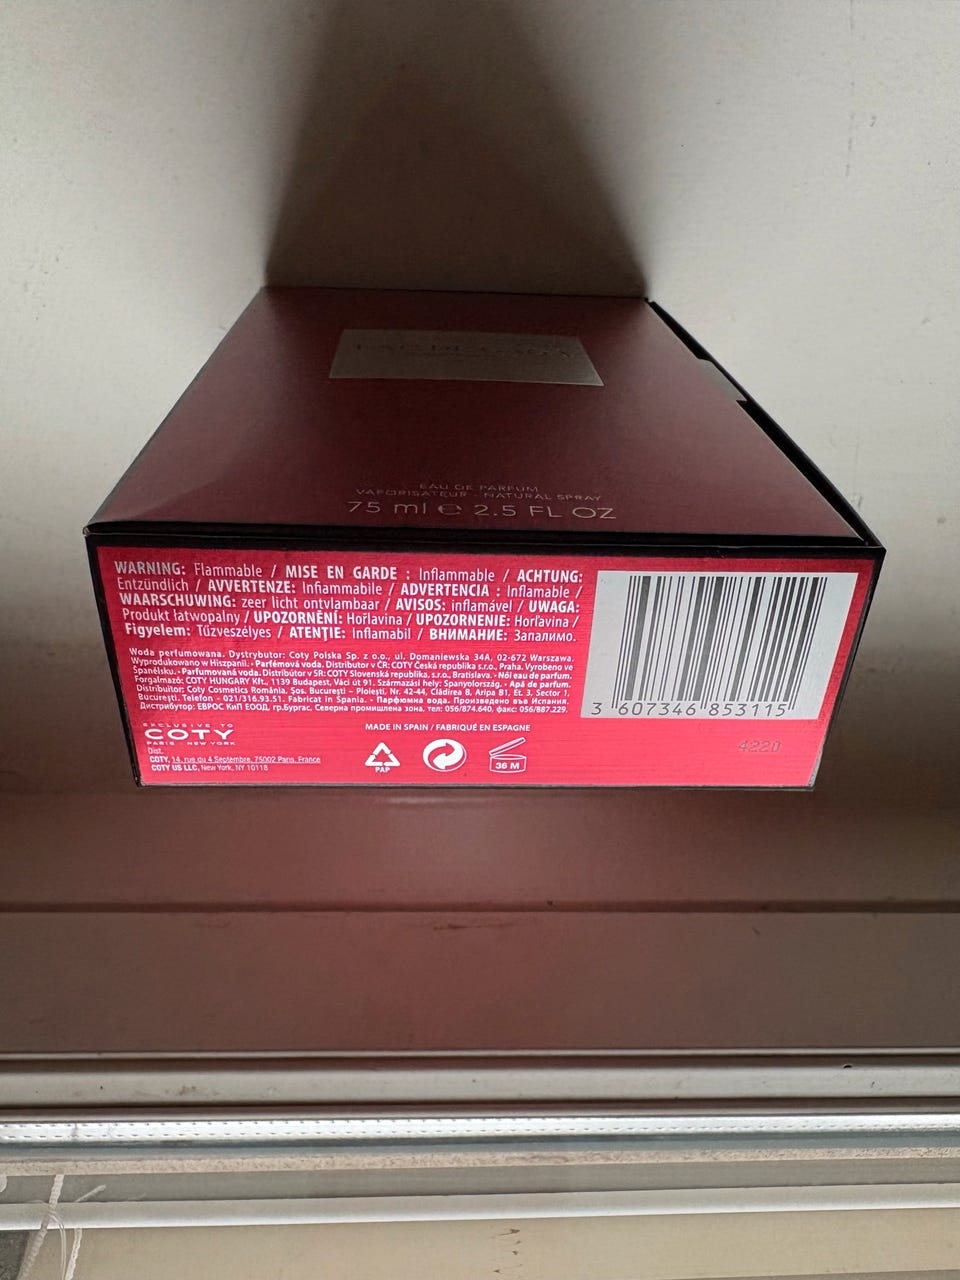 EAU DE PARFUM
VAPORISATEUR - NATURAL SPRAY
75 ml e 2.5 FL OZ
WARNING: Flammable / MISE EN GARDE : Inflammable / ACHTUNG:
Entzündlich / AVVERTENZE: Infiammabile / ADVERTENCIA : Inflamable /
WAARSCHUWING: zeer licht ontvlambaar / AVISOS: inflamável / UWAGA:
Produkt łatwopalny / UPOZORNĚNÍ: Hořlavina / UPOZORNENIE: Horľavina /
Figyelem: Tűzveszélyes / ATENŢIE: Inflamabil / ВНИМАНИЕ: Запалимо.
Woda perfumowana. Dystrybutor: Coty Polska Sp. z o.o., ul. Domaniewska 34A, 02-672 Warszawa.
Wyprodukowano w Hiszpanii. • Parfémová voda. Distributor v ČR: COTY Česká republika s.r.o., Praha. Vyrobeno ve
Španělsku. • Parfumovaná voda. Distribútor v SR: COTY Slovenská republika, s.r.o., Bratislava. • Női eau de parfum.
Forgalmazó: COTY HUNGARY Kft., 1139 Budapest, Váci út 91. Származási hely: Spanyolország. • Apă de parfum.
Distribuitor: Coty Cosmetics România, Şos. Bucureşti – Ploieşti, Nr. 42-44, Clădirea B, Aripa B1, Et. 3, Sector 1,
Bucureşti. Telefon - 021/316.93.51. Fabricat în Spania. • Парфюмна вода. Произведено във Испания.
Дистрибутор: ЕВРОС КиП ЕООД, гр.Бургас, Северна промишлена зона, тел: 056/874.640, факс: 056/887.229.
3 607346 853115
EXCLUSIVE TO
COTY
PARIS - NEW YORK
Dist.
COTY, 14, rue du 4 Septembre, 75002 Paris, France
COTY US LLC, New York, NY 10118
MADE IN SPAIN / FABRIQUÉ EN ESPAGNE
PAP
36 M
4220